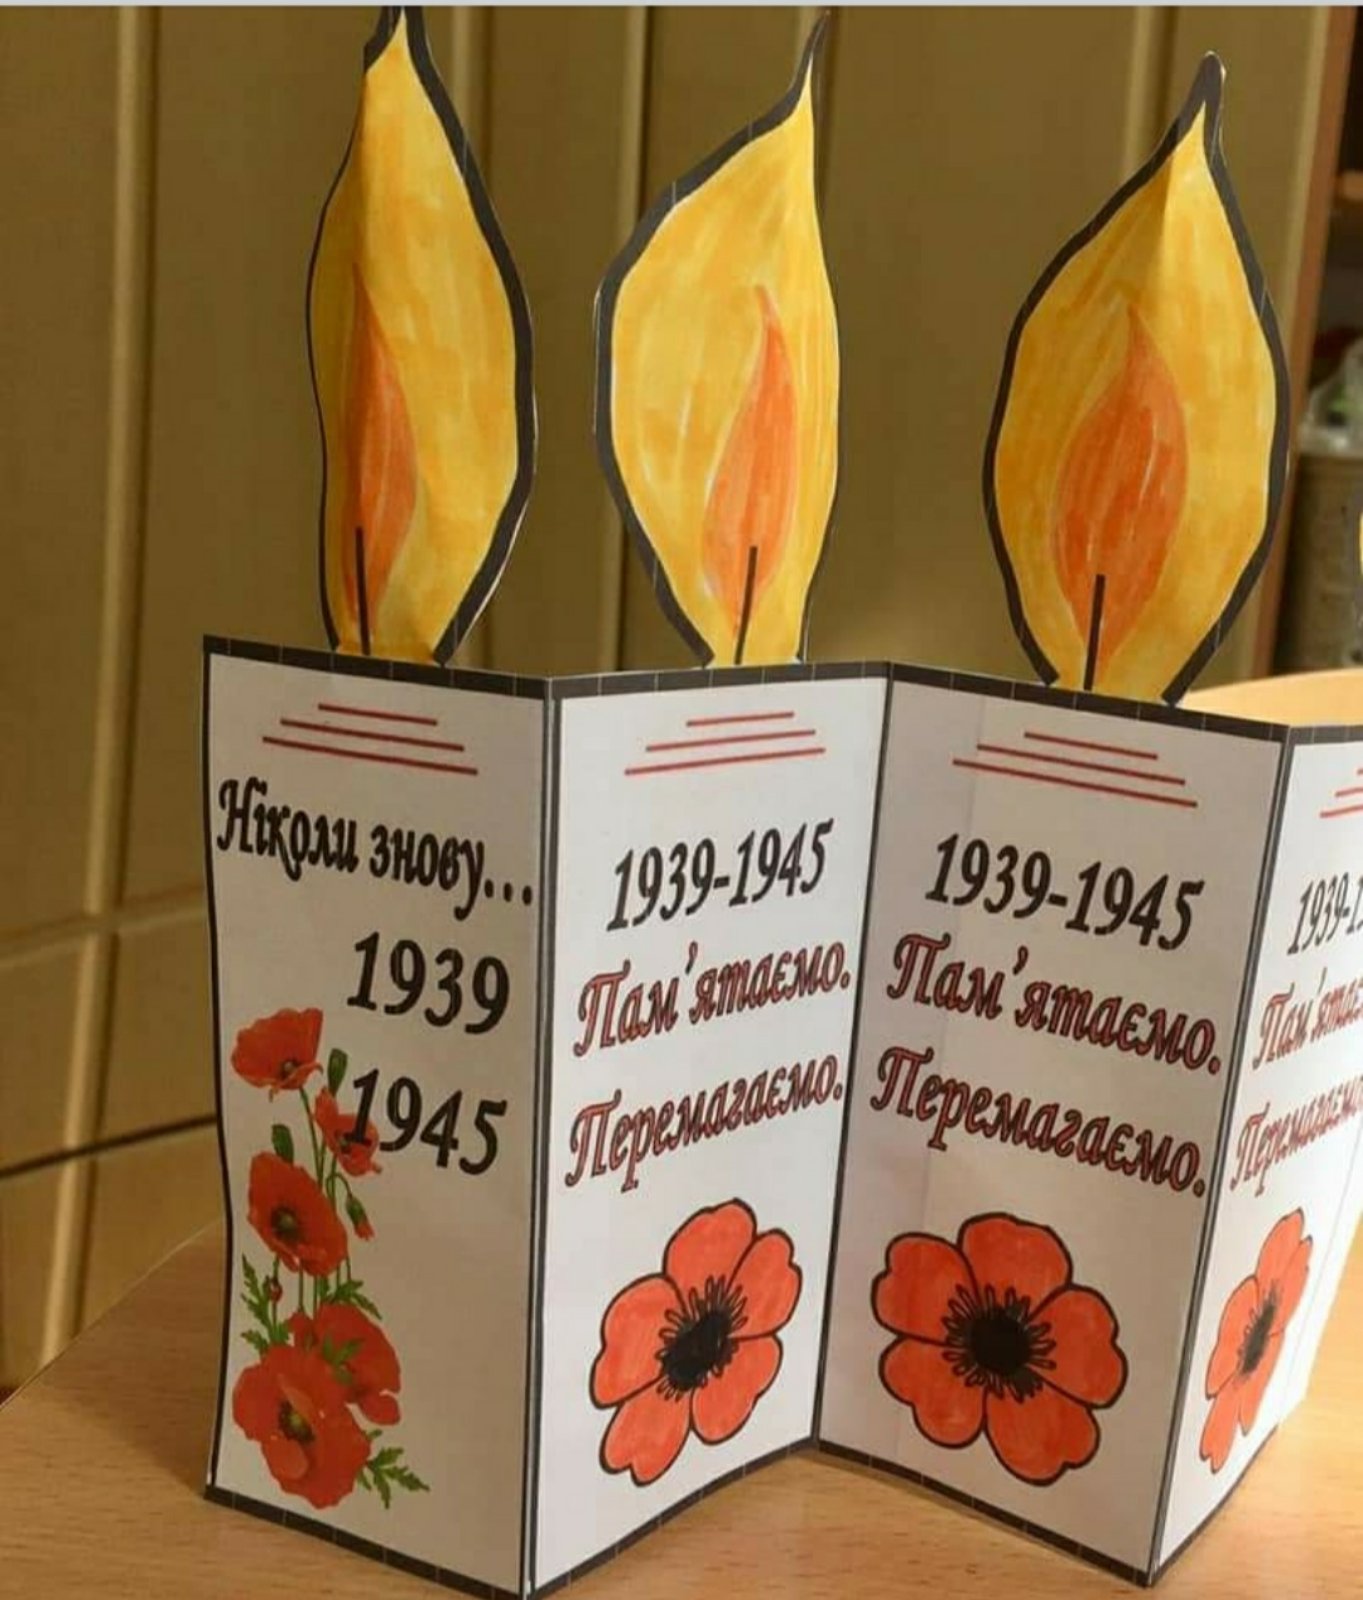 Ніколи знову...
1939
1945
1939-1945
Пам'ятаємо.
Перемагаємо.
1939-1945
Пам'ятаємо.
Перемагаємо.